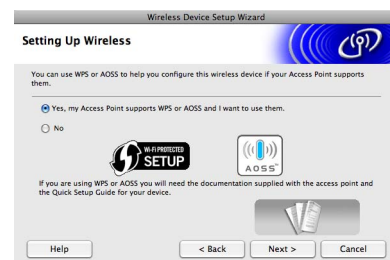 Wireless Device Setup Wizard
Setting Up Wireless
You can use WPS or AOSS to help you configure this wireless device if your Access Point supports
them.
Yes, my Access Point supports WPS or AOSS and I want to use them.
No
Wi-Fi PROTECTED
SETUP
AOSS™
If you are using WPS or AOSS you will need the documentation supplied with the access point and
the Quick Setup Guide for your device.
Help
< Back
Next >
Cancel